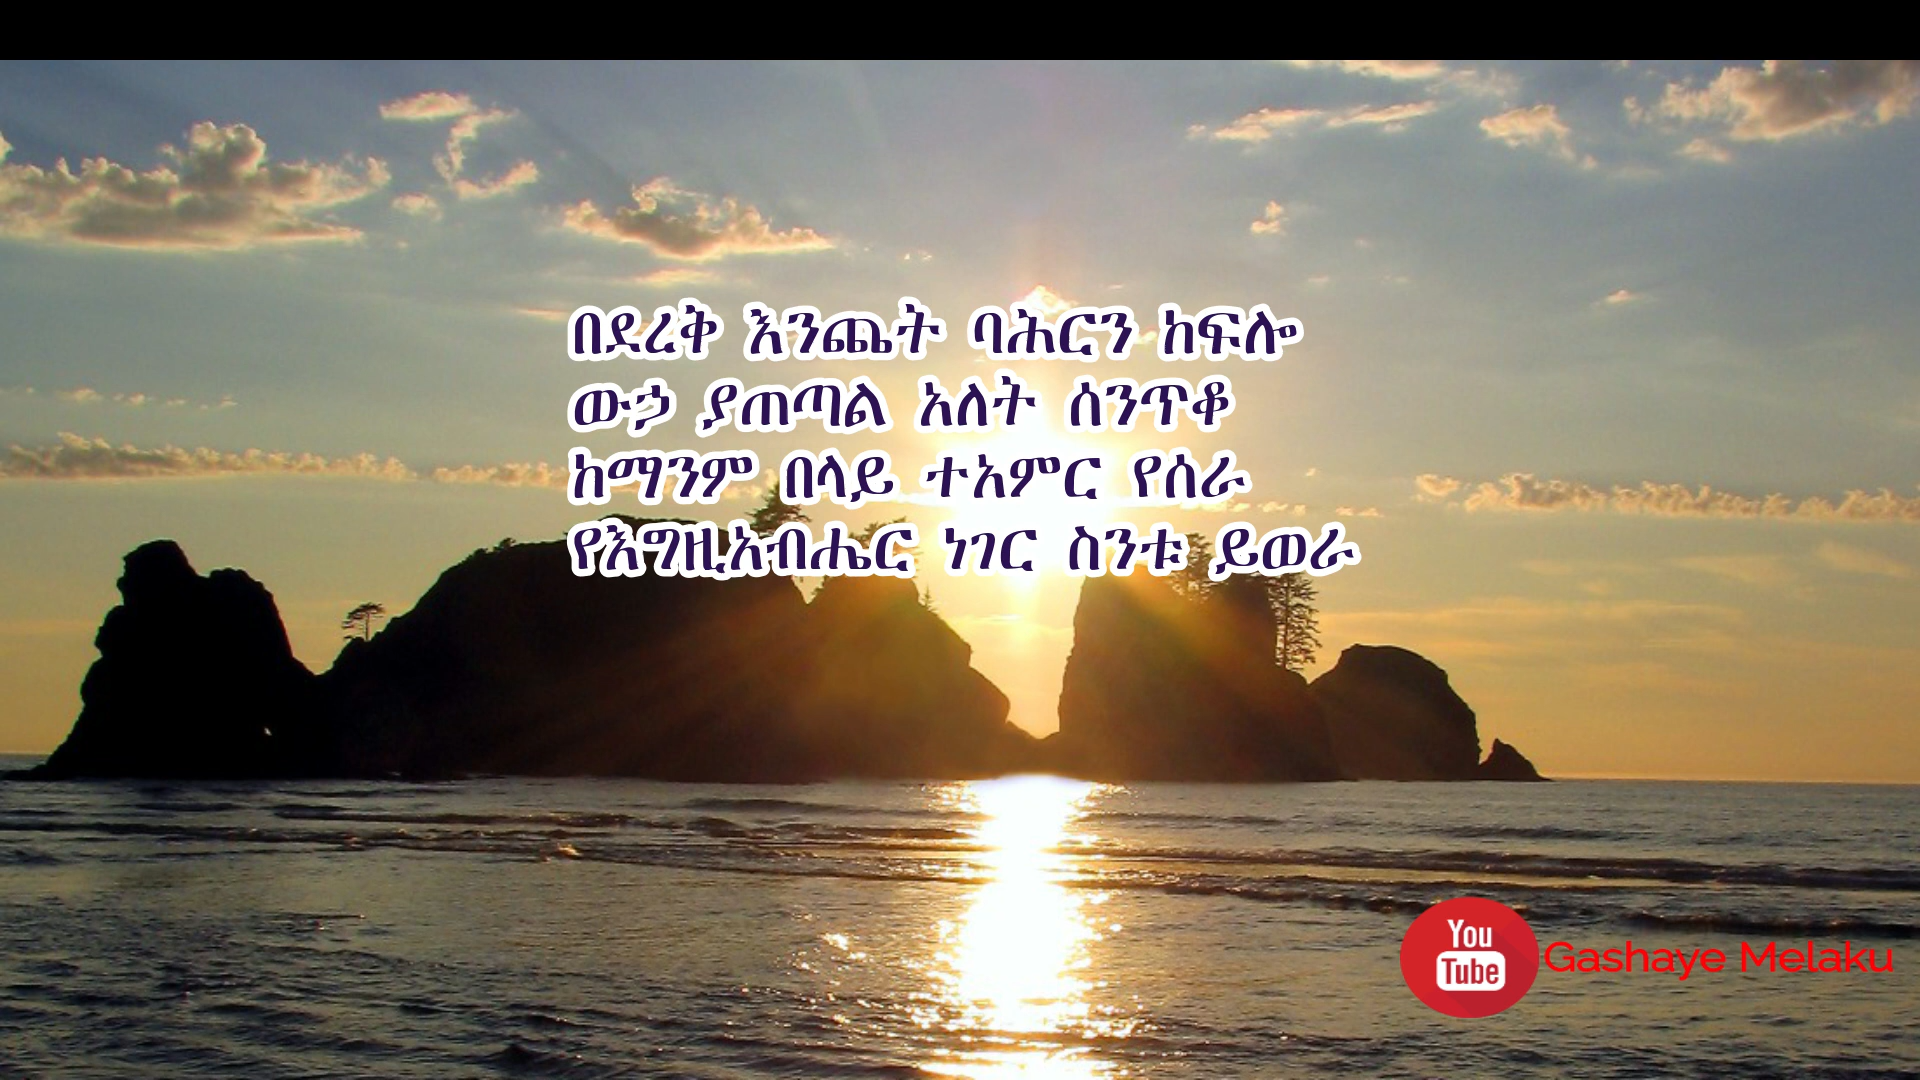 በደረቅ እንጨት ባሕርን ከፍሎ
ውኃ ያጠጣል አለት ሰንጥቆ
ከማንም በላይ ተአምር የሰራ
የእግዚአብሔር ነገር ስንቱ ይወራ
You
Tube
Gashaye Melaku